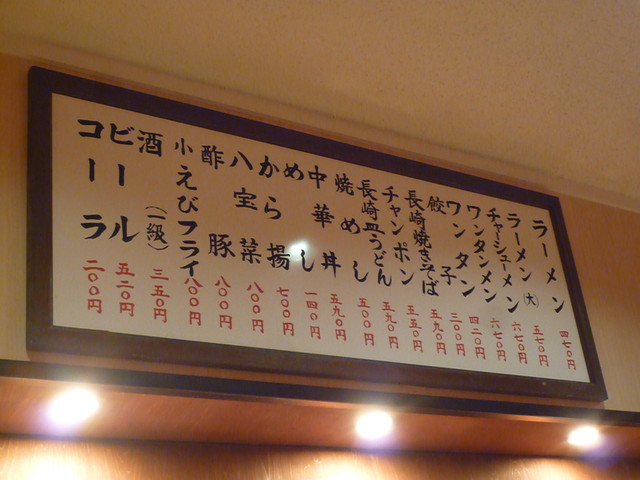 ラーメン 四七〇円
ラーメン(大) 五七〇円
チャーシューメン 六七〇円
ワンタンメン 六七〇円
ワンタン 四二〇円
餃子 三〇〇円
長崎焼きそば 五九〇円
チャンポン 五五〇円
長崎皿うどん 五九〇円
焼めし 五〇〇円
中華丼 五九〇円
めし 一四〇円
から揚 七〇〇円
八宝菜 八〇〇円
酢豚 八〇〇円
小えびフライ 八〇〇円
酒(一級) 三五〇円
ビール 五二〇円
コーラ 二〇〇円